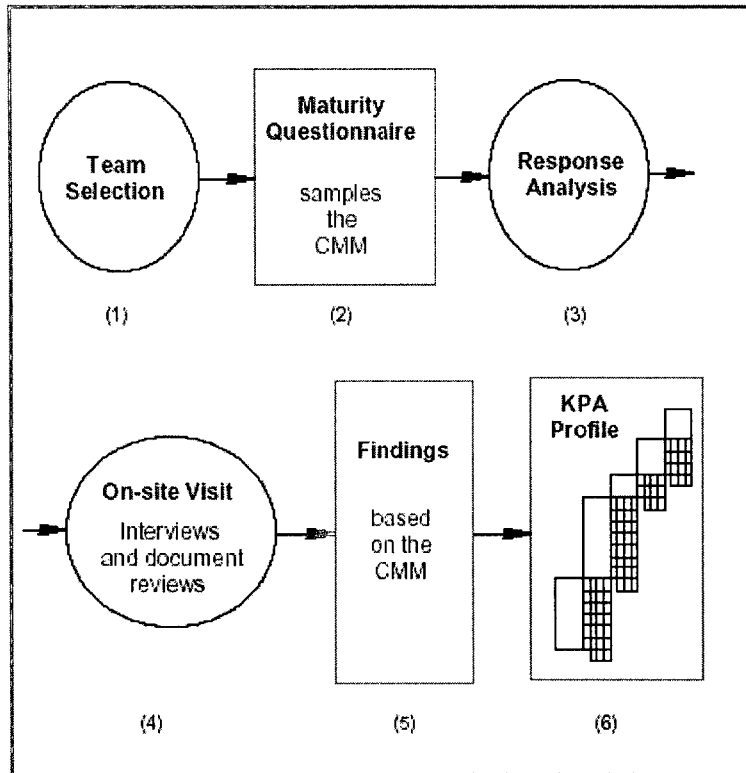 Team
Selection
Maturity
Questionnaire
samples
the
CMM
Response
Analysis
(1)
(2)
(3)
On-site Visit
Interviews
and document
reviews
Findings
based
on the
CMM
KPA
Profile
(4)
(5)
(6)